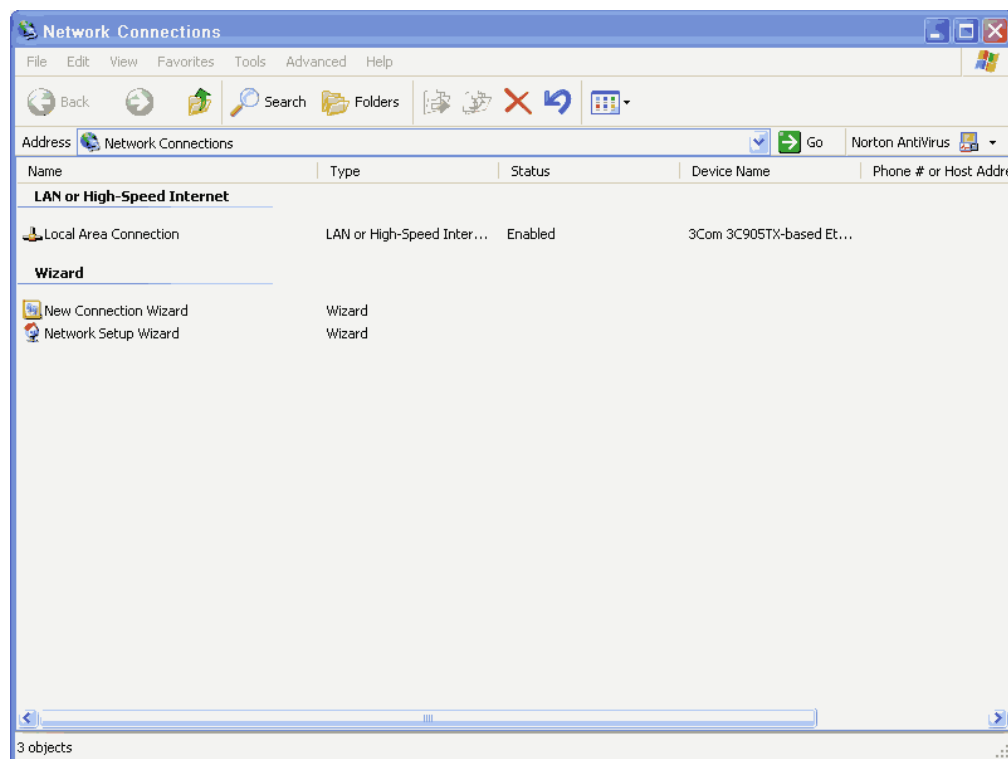 Network Connections
File Edit View Favorites Tools Advanced Help
Back Search Folders
Address Network Connections Go Norton AntiVirus
Name Type Status Device Name Phone # or Host Addre
LAN or High-Speed Internet
Local Area Connection LAN or High-Speed Inter... Enabled 3Com 3C905TX-based Et...
Wizard
New Connection Wizard Wizard
Network Setup Wizard Wizard
3 objects